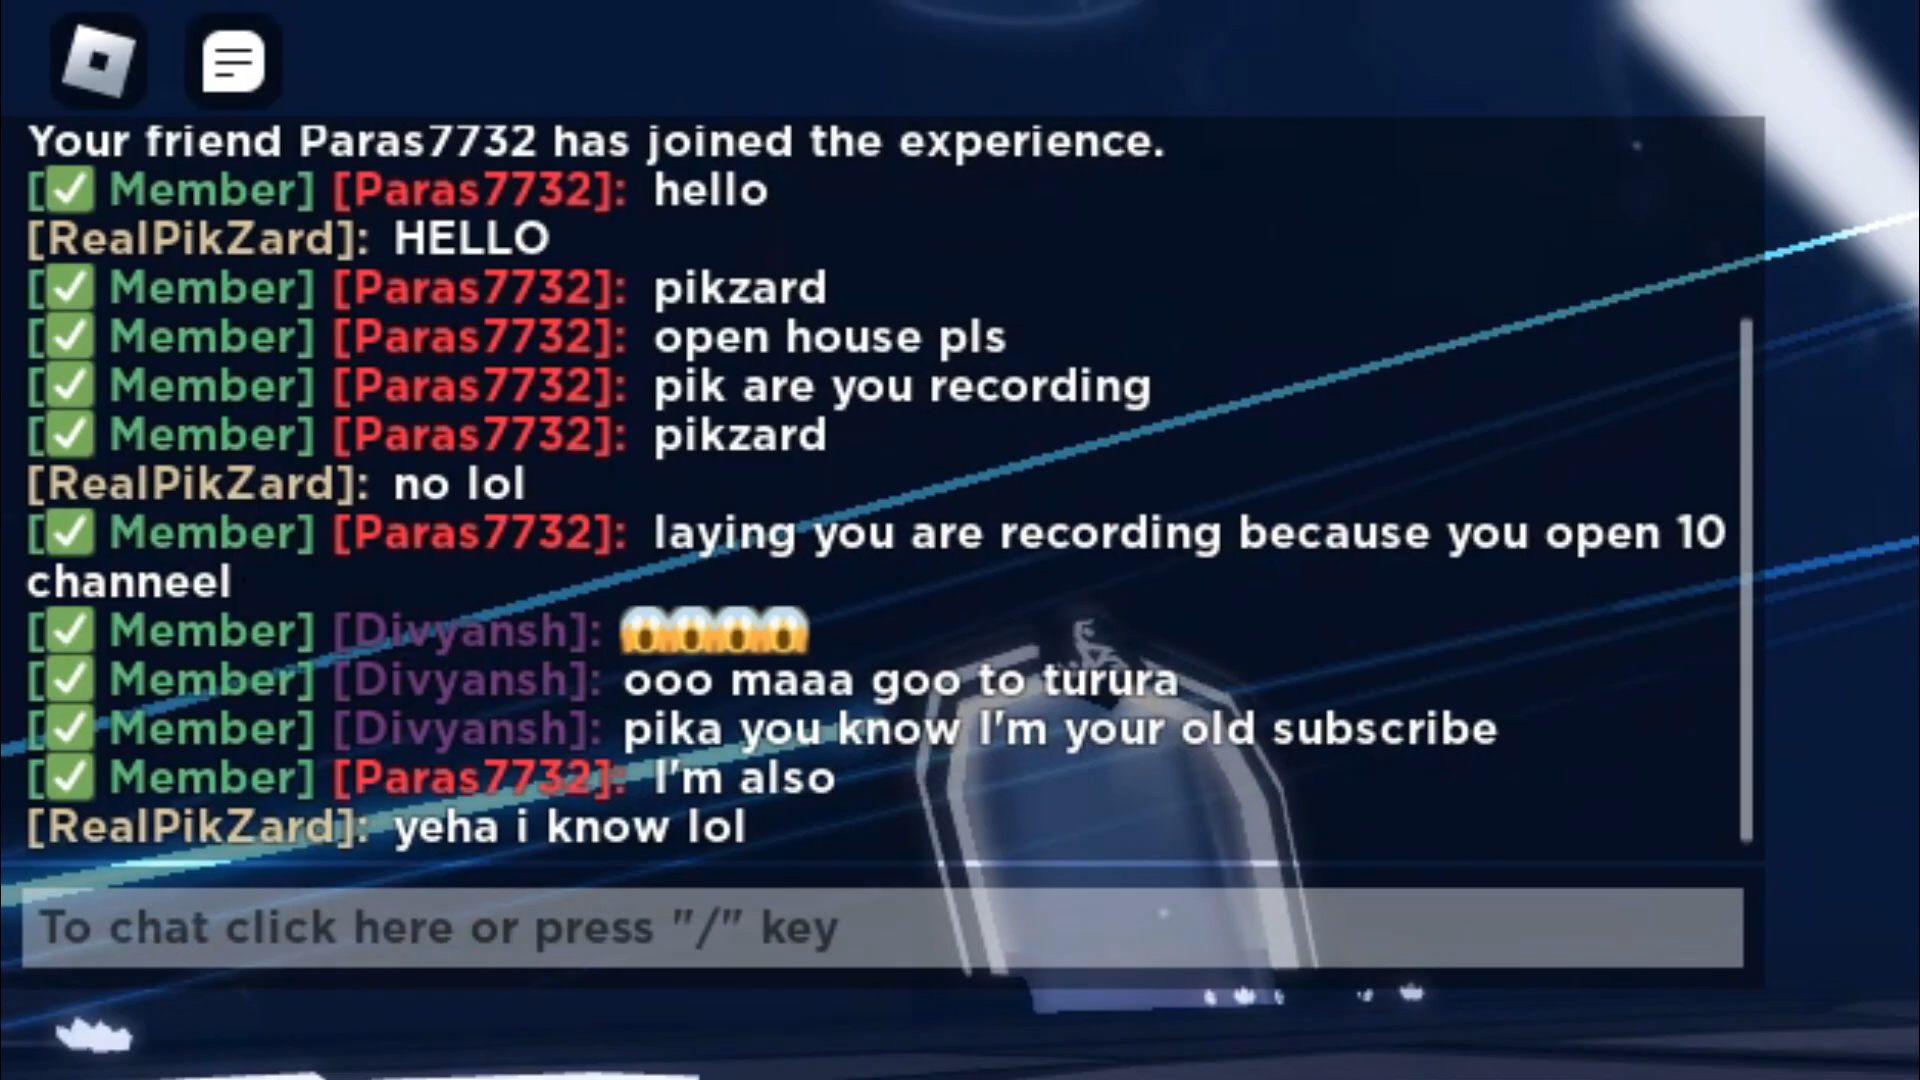 Your friend Paras7732 has joined the experience.
[✅ Member] [Paras7732]: hello
[RealPikZard]: HELLO
[✅ Member] [Paras7732]: pikzard
[✅ Member] [Paras7732]: open house pls
[✅ Member] [Paras7732]: pik are you recording
[✅ Member] [Paras7732]: pikzard
[RealPikZard]: no lol
[✅ Member] [Paras7732]: laying you are recording because you open 10
channeel
[✅ Member] [Divyansh]: 😱😱😱😱
[✅ Member] [Divyansh]: ooo maaa goo to turura
[✅ Member] [Divyansh]: pika you know I'm your old subscribe
[✅ Member] [Paras7732]: I'm also
[RealPikZard]: yeha i know lol
To chat click here or press "/" key